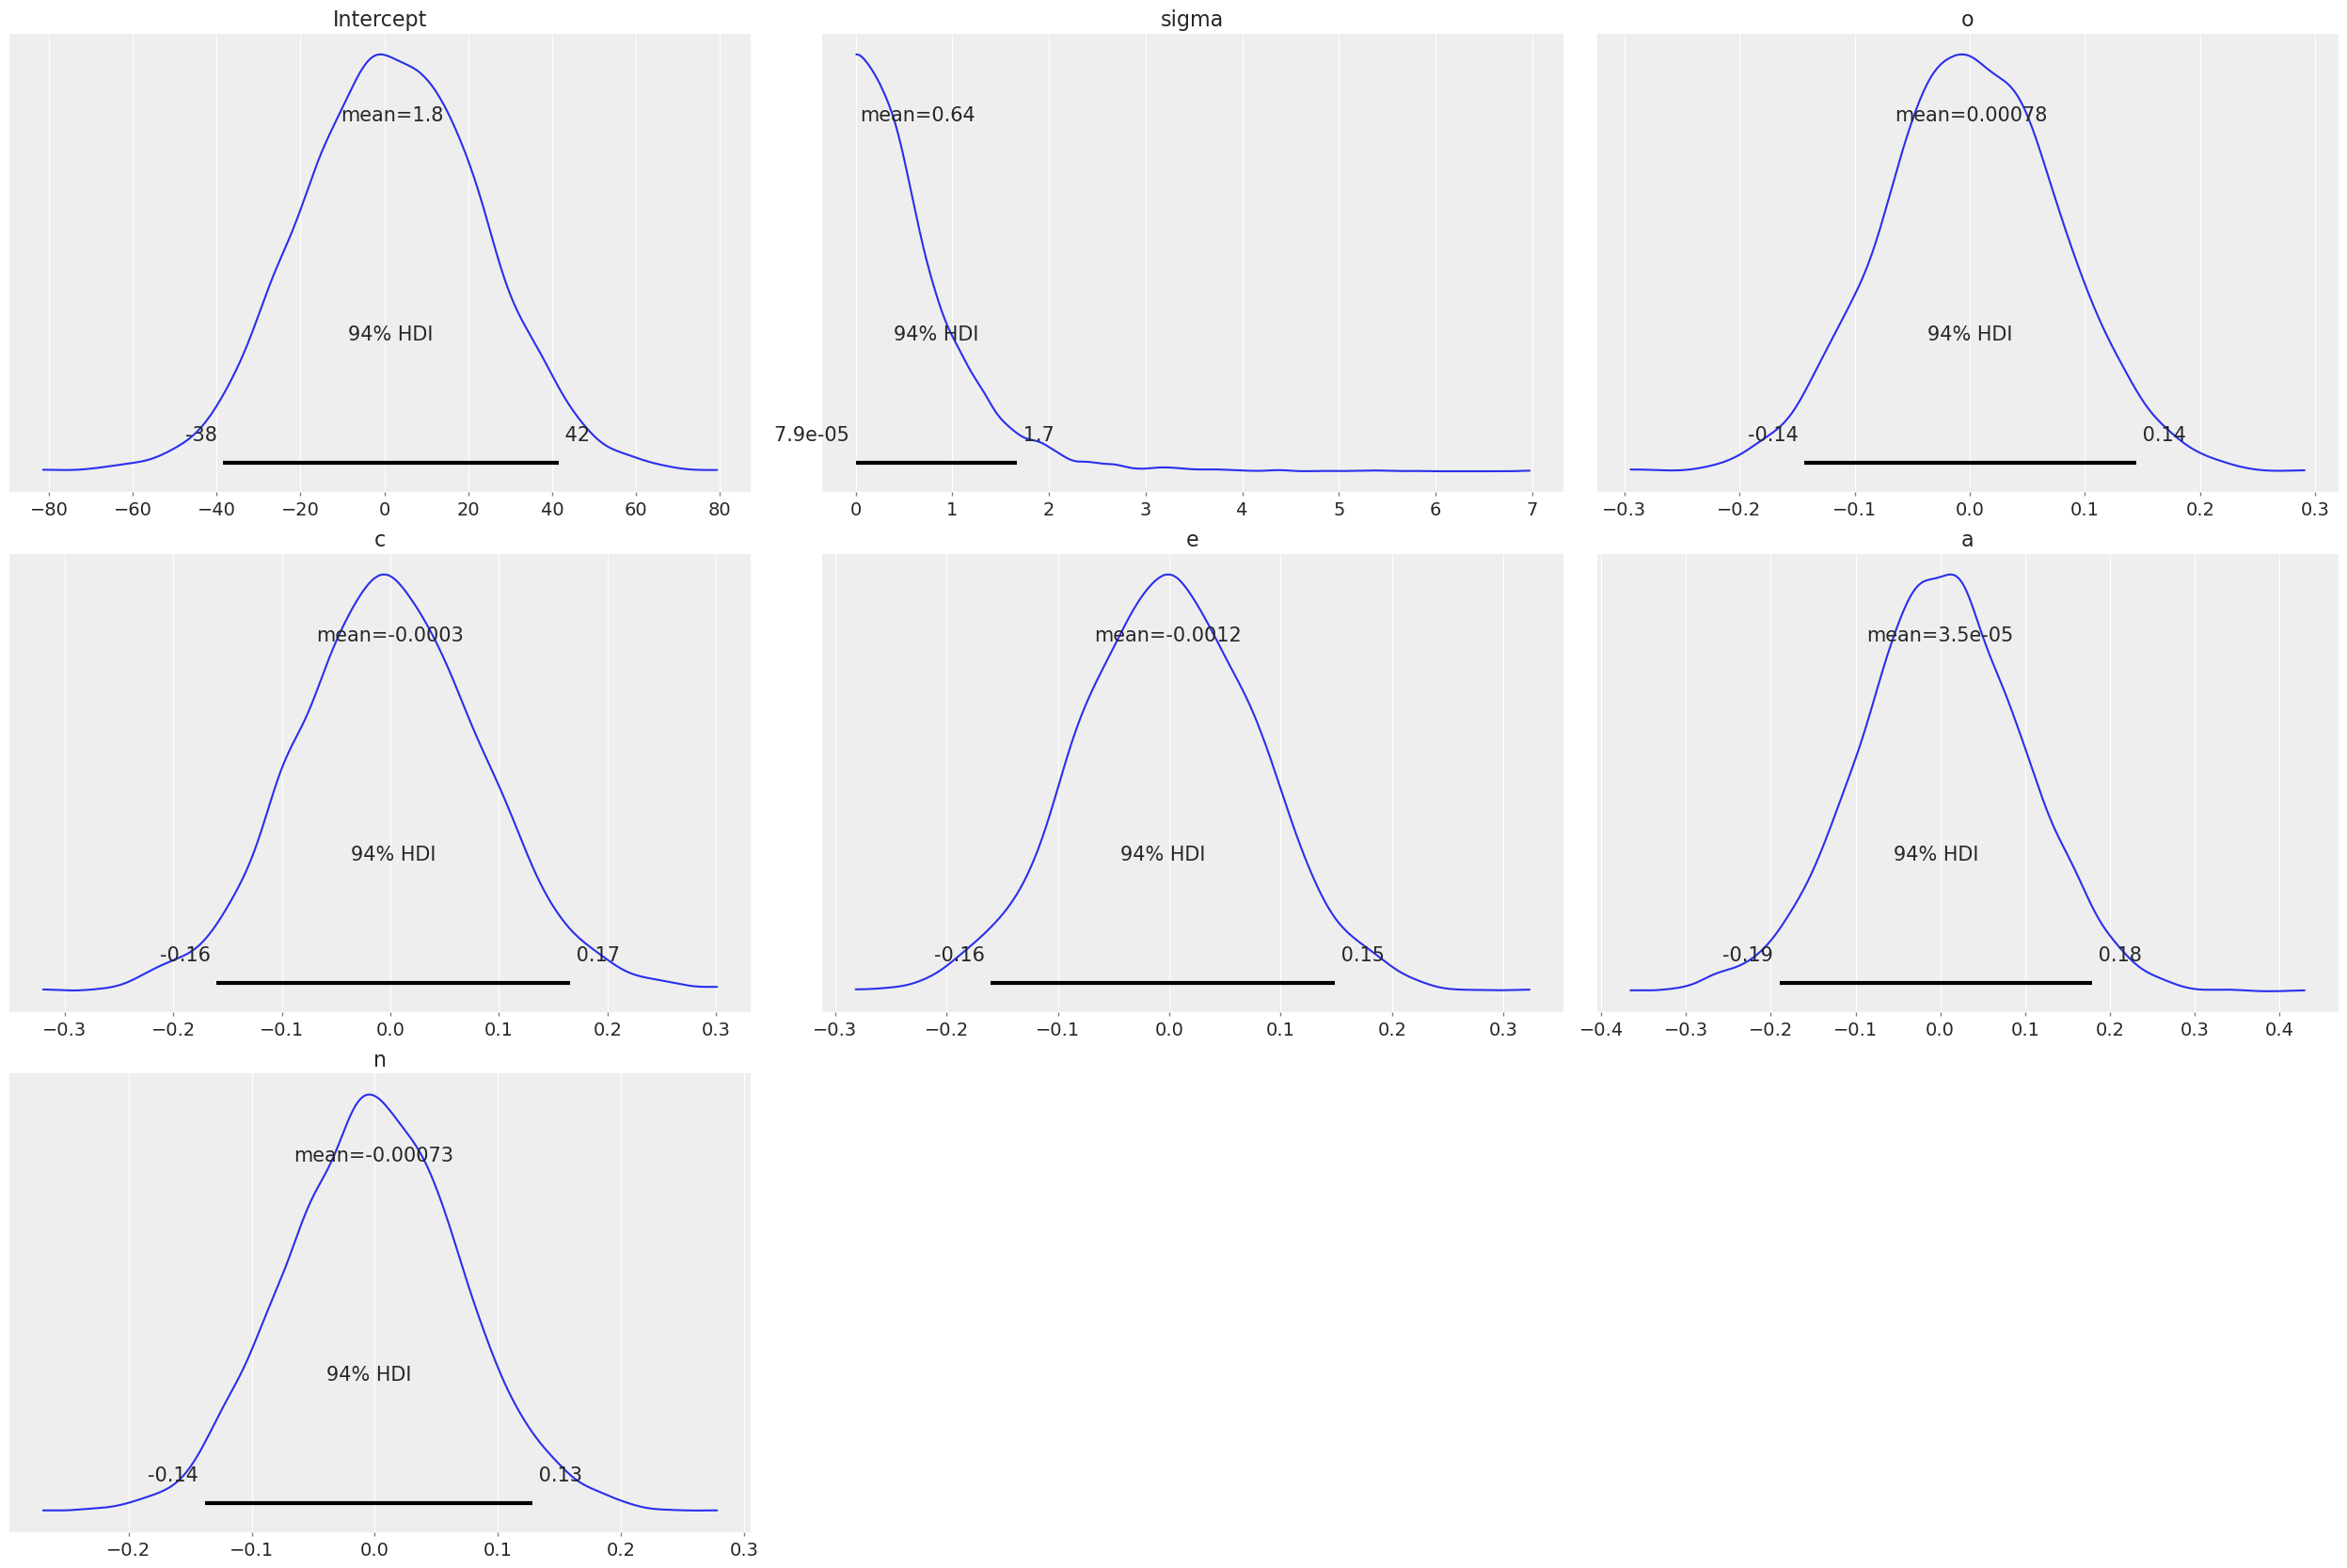 Intercept
mean=1.8
94% HDI
-38 42
−80 −60 −40 −20 0 20 40 60 80
sigma
mean=0.64
94% HDI
7.9e-05 1.7
0 1 2 3 4 5 6 7
o
mean=0.00078
94% HDI
-0.14 0.14
−0.3 −0.2 −0.1 0.0 0.1 0.2 0.3
c
mean=-0.0003
94% HDI
-0.16 0.17
−0.3 −0.2 −0.1 0.0 0.1 0.2 0.3
e
mean=-0.0012
94% HDI
-0.16 0.15
−0.3 −0.2 −0.1 0.0 0.1 0.2 0.3
a
mean=3.5e-05
94% HDI
-0.19 0.18
−0.4 −0.3 −0.2 −0.1 0.0 0.1 0.2 0.3 0.4
n
mean=-0.00073
94% HDI
-0.14 0.13
−0.2 −0.1 0.0 0.1 0.2 0.3